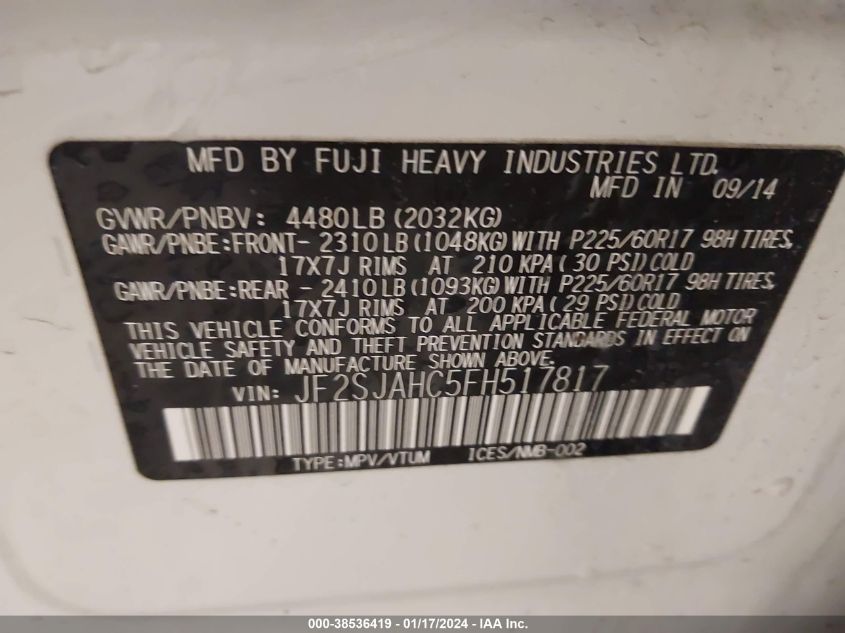 MFD BY FUJI HEAVY INDUSTRIES LTD.
MFD IN 09/14
GVWR/PNBV: 4480LB(2032KG)
GAWR/PNBE:FRONT- 2310LB(1048KG)WITH P225/60R17 98H TIRES,
17X7J RIMS AT 210 KPA( 30 PSI)COLD
GAWR/PNBE:REAR - 2410LB(1093KG)WITH P225/60R17 98H TIRES,
17X7J RIMS AT 200 KPA( 29 PSI)COLD
THIS VEHICLE CONFORMS TO ALL APPLICABLE FEDERAL MOTOR
VEHICLE SAFETY AND THEFT PREVENTION STANDARDS IN EFFECT ON
THE DATE OF MANUFACTURE SHOWN ABOVE.
VIN: JF2SJAHC5FH517817
TYPE:MPV/VTUM ICES/NMB-002
000-38536419 - 01/17/2024 - IAA Inc.